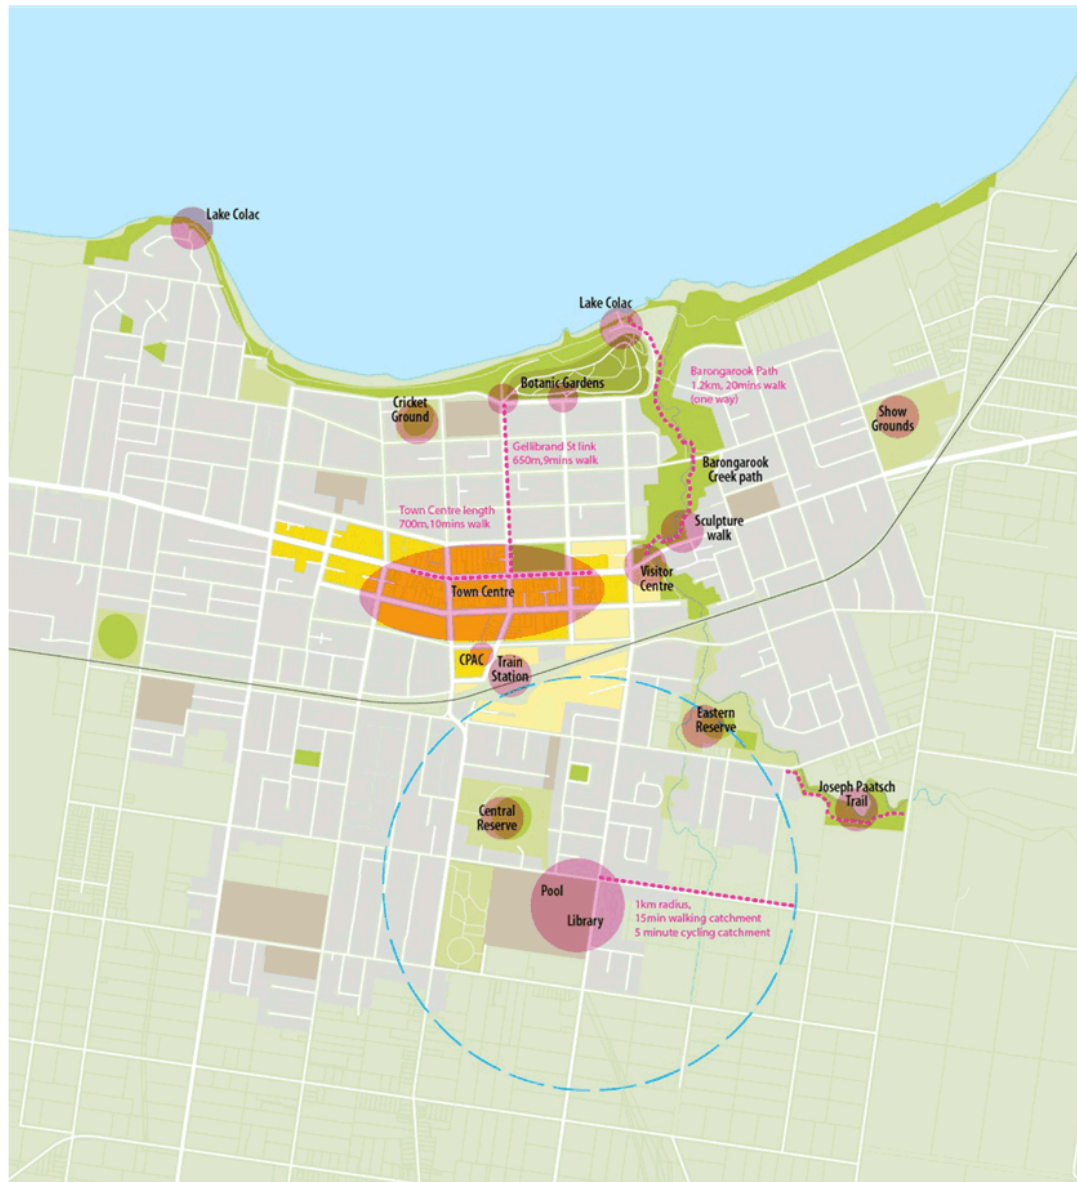 Lake Colac
Lake Colac
Botanic Gardens
Barongarook Path
1.2km, 20mins walk
(one way)
Cricket
Ground
Show
Grounds
Gellibrand St link
650m,9mins walk
Barongarook
Creek path
Town Centre length
700m,10mins walk
Sculpture
walk
Visitor
Centre
Town Centre
CPAC
Train
Station
Eastern
Reserve
Joseph Paatsch
Trail
Central
Reserve
Pool
Library
1km radius,
15min walking catchment
5 minute cycling catchment